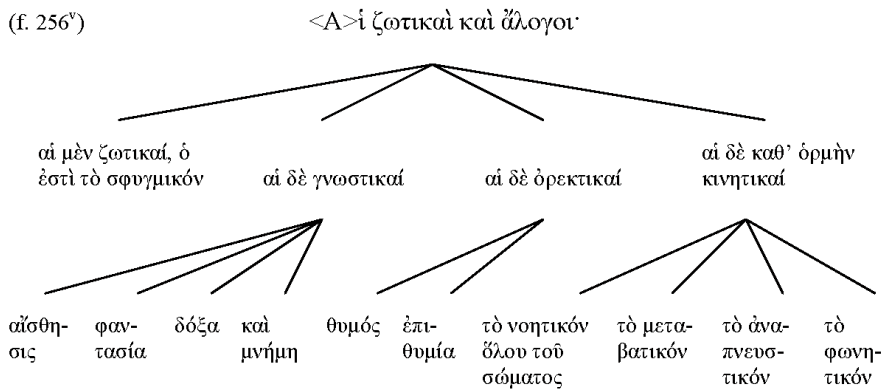 (f. 256ᵛ) <Α>ἱ ζωτικαὶ καὶ ἄλογοι·
αἱ μὲν ζωτικαί, ὁ
ἐστὶ τὸ σφυγμικόν
αἱ δὲ γνωστικαί
αἱ δὲ ὀρεκτικαί
αἱ δὲ καθ’ ὁρμὴν
κινητικαί
αἴσθη-
σις
φαν-
τασία
δόξα
καὶ
μνήμη
θυμός
ἐπι-
θυμία
τὸ νοητικόν
ὅλου τοῦ
σώματος
τὸ μετα-
βατικόν
τὸ ἀνα-
πνευσ-
τικόν
τὸ
φωνη-
τικόν